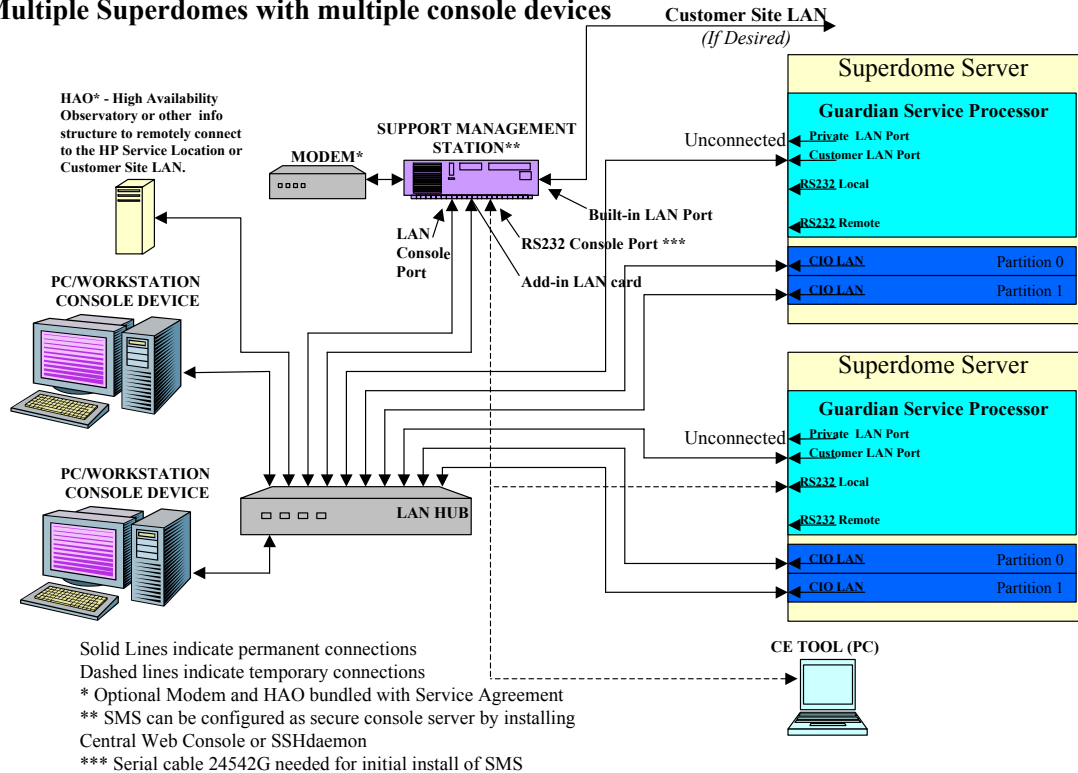 Multiple Superdomes with multiple console devices
Customer Site LAN
(If Desired)
HAO* - High Availability
Observatory or other info
structure to remotely connect
to the HP Service Location or
Customer Site LAN.
MODEM*
SUPPORT MANAGEMENT
STATION**
Built-in LAN Port
RS232 Console Port ***
Add-in LAN card
LAN
Console
Port
PC/WORKSTATION
CONSOLE DEVICE
PC/WORKSTATION
CONSOLE DEVICE
LAN HUB
Superdome Server
Guardian Service Processor
Unconnected
Private LAN Port
Customer LAN Port
RS232 Local
RS232 Remote
CIO LAN Partition 0
CIO LAN Partition 1
Superdome Server
Guardian Service Processor
Unconnected
Private LAN Port
Customer LAN Port
RS232 Local
RS232 Remote
CIO LAN Partition 0
CIO LAN Partition 1
CE TOOL (PC)
Solid Lines indicate permanent connections
Dashed lines indicate temporary connections
* Optional Modem and HAO bundled with Service Agreement
** SMS can be configured as secure console server by installing
Central Web Console or SSHdaemon
*** Serial cable 24542G needed for initial install of SMS